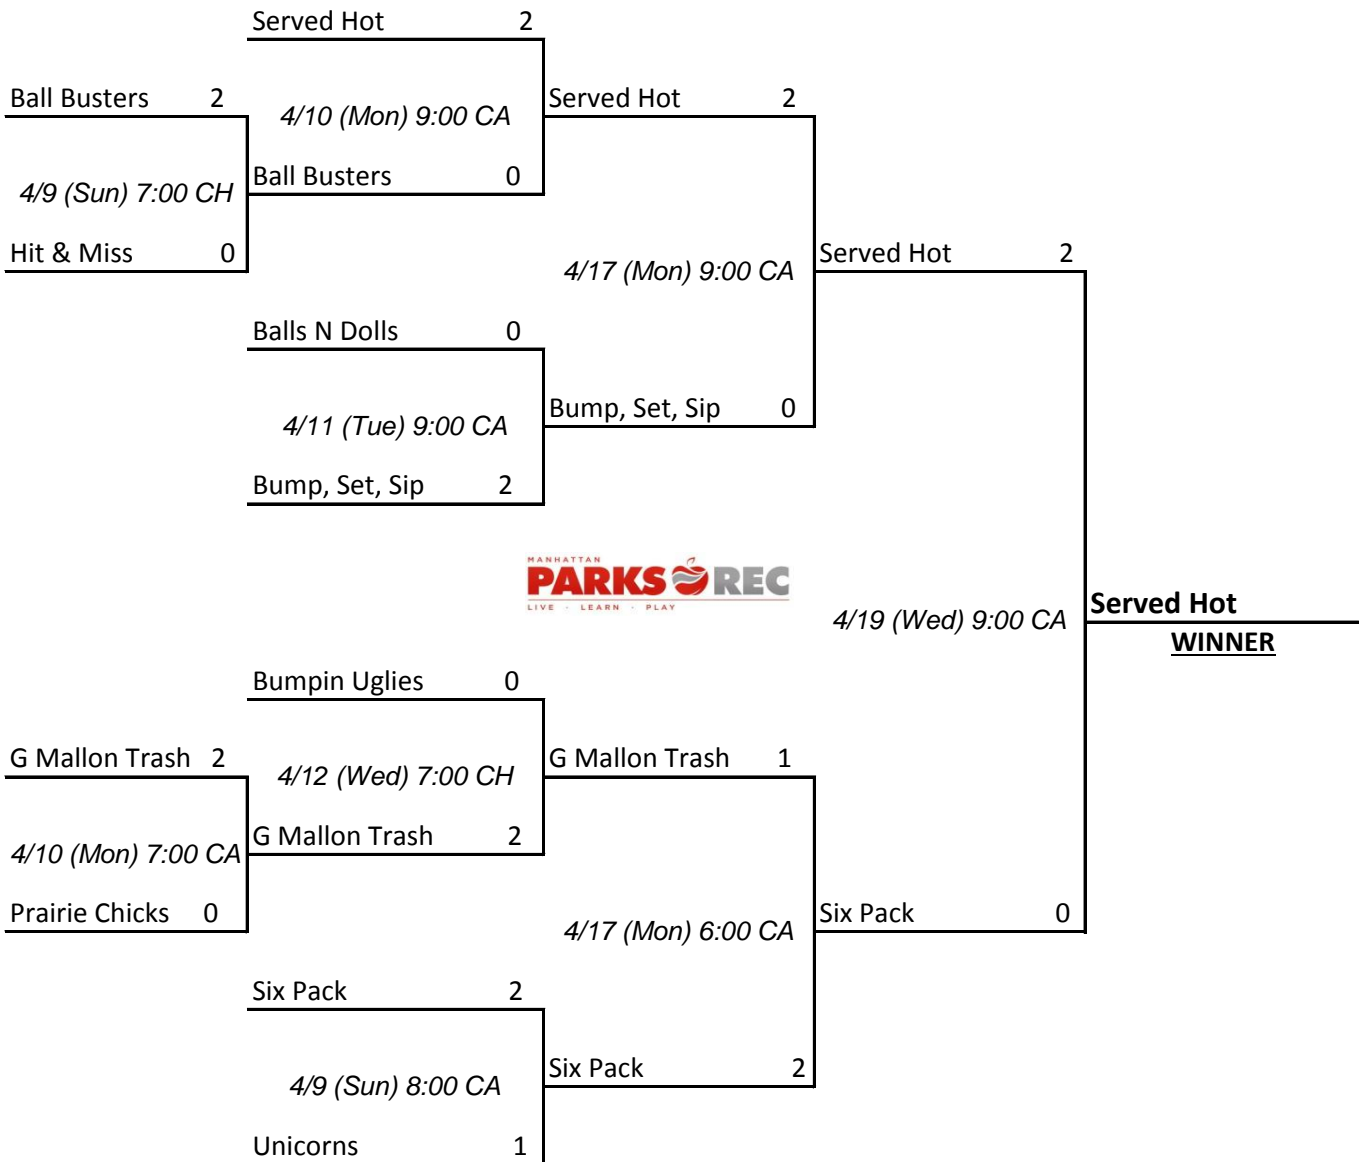 Served Hot 2
Ball Busters 2
4/10 (Mon) 9:00 CA
Served Hot 2
4/9 (Sun) 7:00 CH
Ball Busters 0
Hit & Miss 0
4/17 (Mon) 9:00 CA
Served Hot 2
Balls N Dolls 0
4/11 (Tue) 9:00 CA
Bump, Set, Sip 0
Bump, Set, Sip 2
MANHATTAN
PARKS REC
LIVE · LEARN · PLAY
4/19 (Wed) 9:00 CA
Served Hot
WINNER
Bumpin Uglies 0
G Mallon Trash 2
4/12 (Wed) 7:00 CH
G Mallon Trash 1
4/10 (Mon) 7:00 CA
G Mallon Trash 2
Prairie Chicks 0
4/17 (Mon) 6:00 CA
Six Pack 0
Six Pack 2
4/9 (Sun) 8:00 CA
Six Pack 2
Unicorns 1